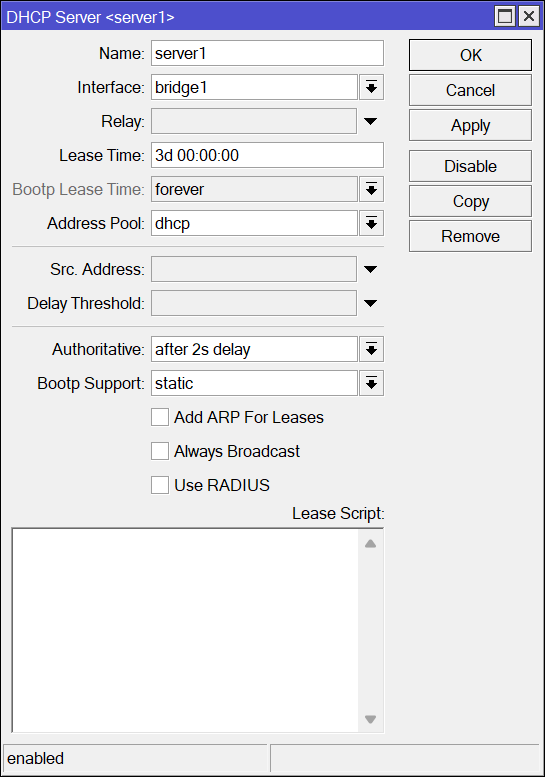 DHCP Server <server1>
Name: server1
OK
Interface: bridge1
Cancel
Relay:
Apply
Lease Time: 3d 00:00:00
Disable
Bootp Lease Time: forever
Copy
Address Pool: dhcp
Remove
Src. Address:
Delay Threshold:
Authoritative: after 2s delay
Bootp Support: static
Add ARP For Leases
Always Broadcast
Use RADIUS
Lease Script:
enabled